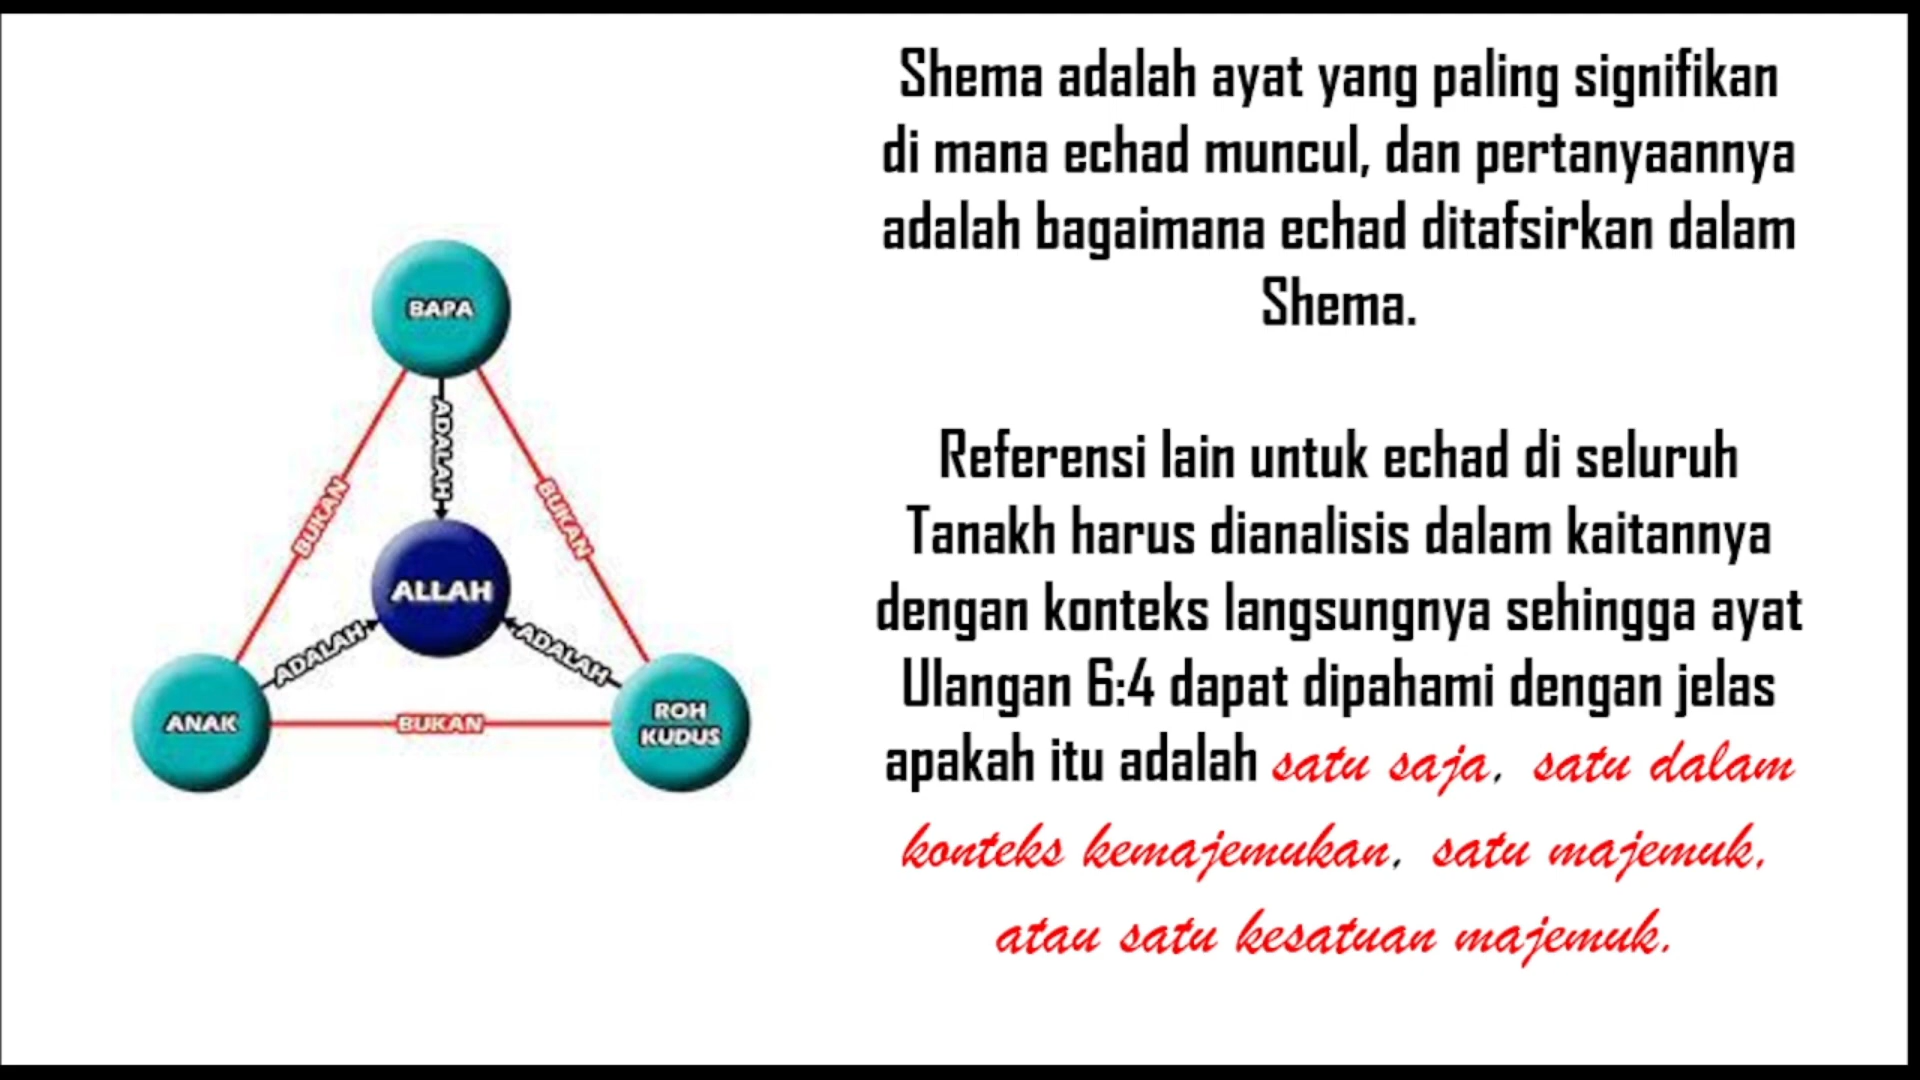 Shema adalah ayat yang paling signifikan
di mana echad muncul, dan pertanyaannya
adalah bagaimana echad ditafsirkan dalam
Shema.
Referensi lain untuk echad di seluruh
Tanakh harus dianalisis dalam kaitannya
dengan konteks langsungnya sehingga ayat
Ulangan 6:4 dapat dipahami dengan jelas
apakah itu adalah satu saja, satu dalam
konteks kemajemukan, satu majemuk,
atau satu kesatuan majemuk.
BAPA
ADALAH
BUKAN
BUKAN
ALLAH
ADALAH
ADALAH
ANAK
BUKAN
ROH
KUDUS